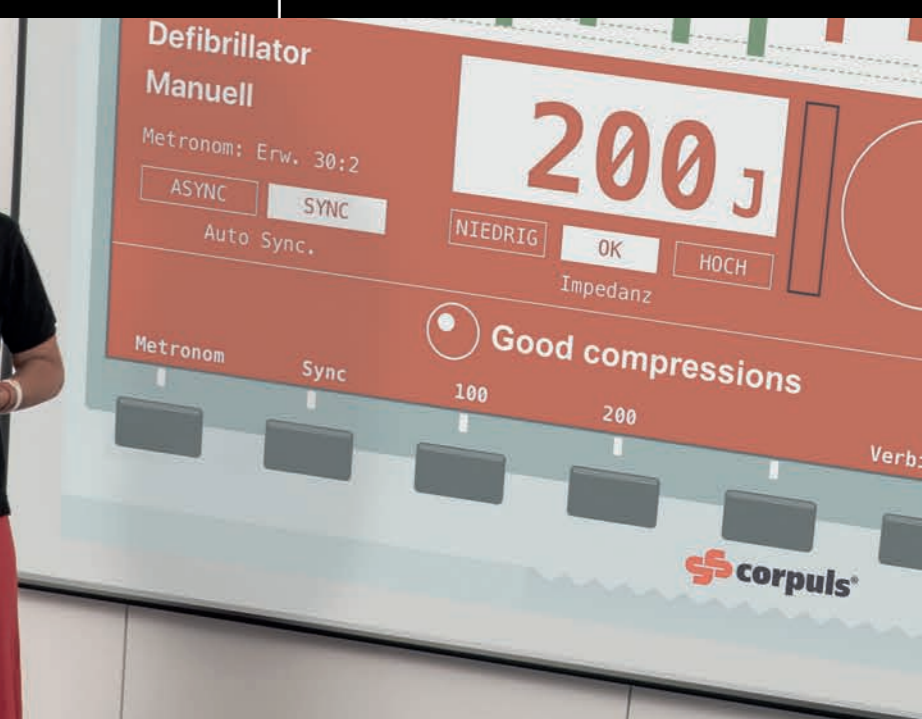 Defibrillator
Manuell
Metronom: Erw. 30:2
ASYNC
SYNC
Auto Sync.
200 J
NIEDRIG
OK
HOCH
Impedanz
Good compressions
Metronom
Sync
100
200
corpuls®